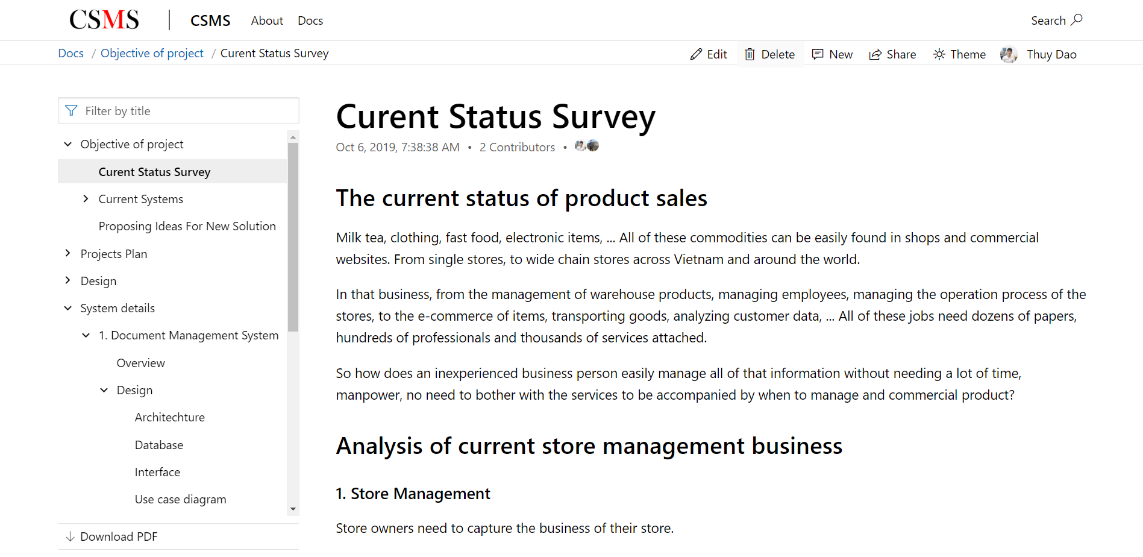 CSMS | CSMS About Docs Search
Docs / Objective of project / Curent Status Survey
Edit Delete New Share Theme Thuy Dao
Filter by title
Objective of project
Curent Status Survey
Current Systems
Proposing Ideas For New Solution
Projects Plan
Design
System details
1. Document Management System
Overview
Design
Architechture
Database
Interface
Use case diagram
Download PDF
Curent Status Survey
Oct 6, 2019, 7:38:38 AM • 2 Contributors •
The current status of product sales
Milk tea, clothing, fast food, electronic items, ... All of these commodities can be easily found in shops and commercial
websites. From single stores, to wide chain stores across Vietnam and around the world.
In that business, from the management of warehouse products, managing employees, managing the operation process of the
stores, to the e-commerce of items, transporting goods, analyzing customer data, ... All of these jobs need dozens of papers,
hundreds of professionals and thousands of services attached.
So how does an inexperienced business person easily manage all of that information without needing a lot of time,
manpower, no need to bother with the services to be accompanied by when to manage and commercial product?
Analysis of current store management business
1. Store Management
Store owners need to capture the business of their store.